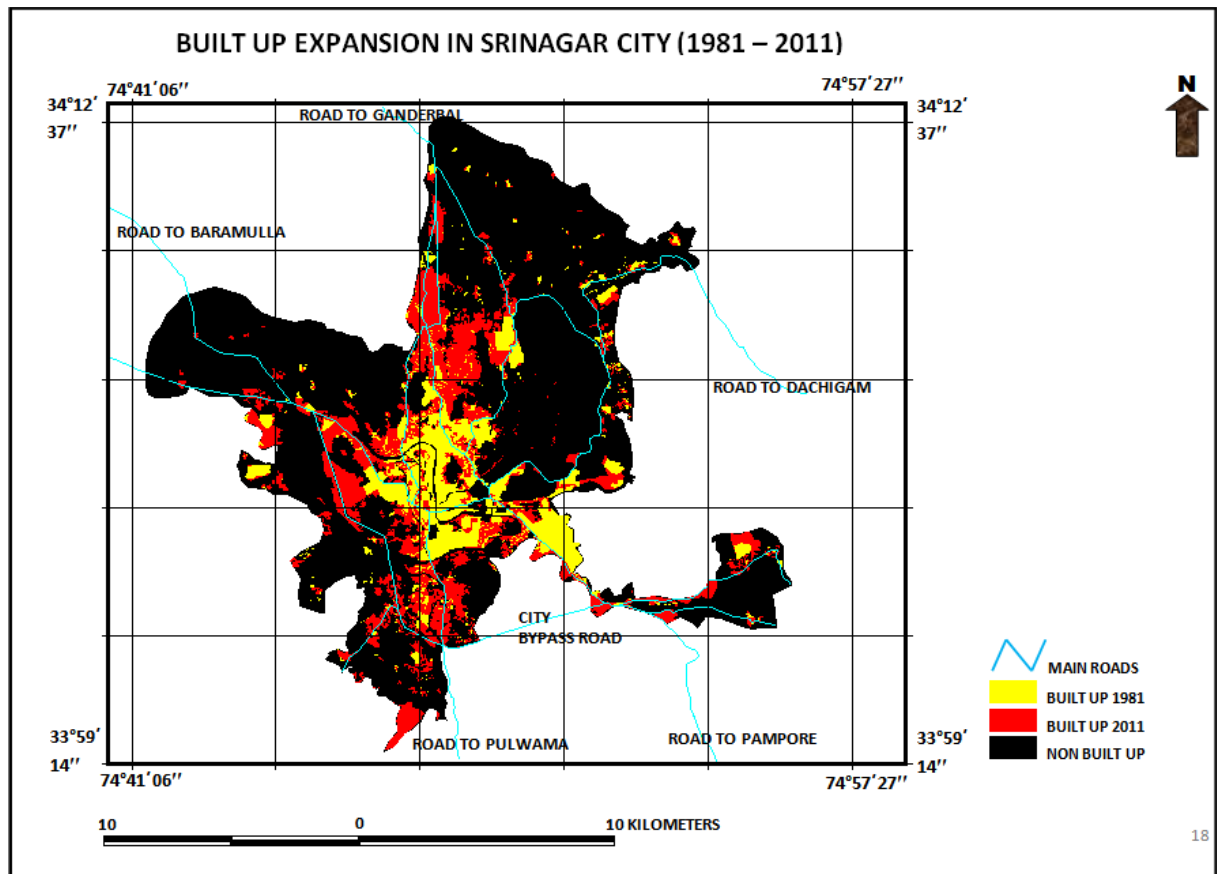 BUILT UP EXPANSION IN SRINAGAR CITY (1981 – 2011)
74°41′06′′
74°57′27′′
N
34°12′
37′′
34°12′
37′′
ROAD TO GANDERBAL
ROAD TO BARAMULLA
ROAD TO DACHIGAM
CITY
BYPASS ROAD
MAIN ROADS
BUILT UP 1981
BUILT UP 2011
NON BUILT UP
33°59′
14′′
ROAD TO PULWAMA
ROAD TO PAMPORE
33°59′
14′′
74°41′06′′
74°57′27′′
10
0
10 KILOMETERS
18